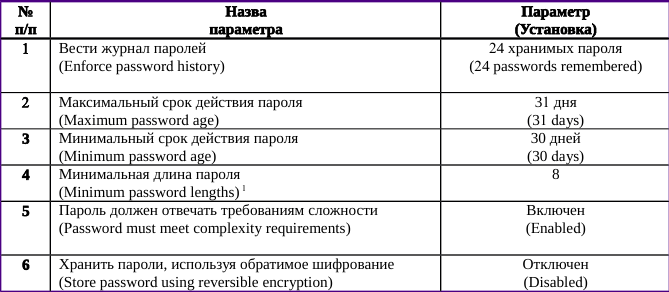 № п/п Назва параметра Параметр (Установка)
1 Вести журнал паролей 24 хранимых пароля
(Enforce password history) (24 passwords remembered)
2 Максимальный срок действия пароля 31 дня
(Maximum password age) (31 days)
3 Минимальный срок действия пароля 30 дней
(Minimum password age) (30 days)
4 Минимальная длина пароля 8
(Minimum password lengths) 1
5 Пароль должен отвечать требованиям сложности Включен
(Password must meet complexity requirements) (Enabled)
6 Хранить пароли, используя обратимое шифрование Отключен
(Store password using reversible encryption) (Disabled)